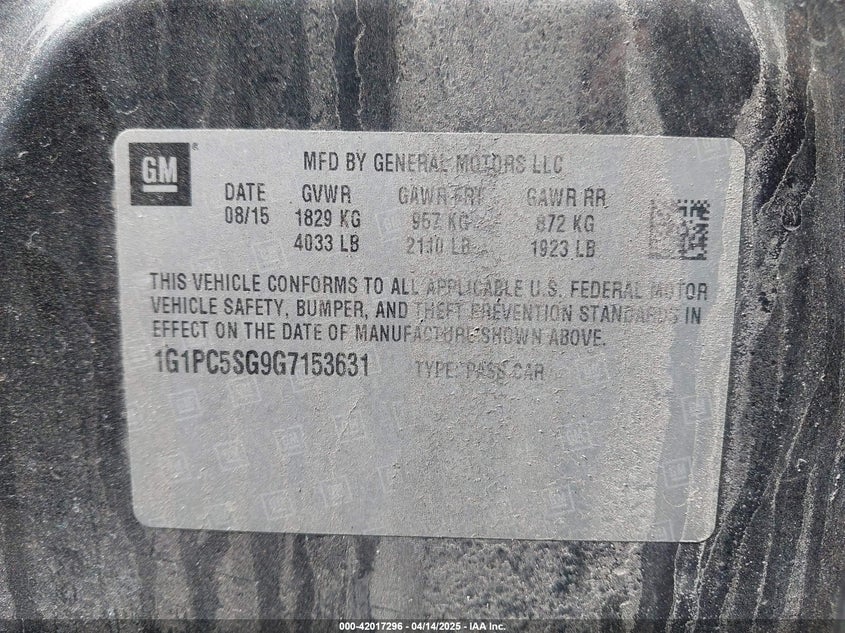 GM®
MFD BY GENERAL MOTORS LLC
DATE GVWR GAWR FRT GAWR RR
08/15 1829 KG 957 KG 872 KG
4033 LB 2110 LB 1923 LB
THIS VEHICLE CONFORMS TO ALL APPLICABLE U.S. FEDERAL MOTOR
VEHICLE SAFETY, BUMPER, AND THEFT PREVENTION STANDARDS IN
EFFECT ON THE DATE OF MANUFACTURE SHOWN ABOVE.
1G1PC5SG9G7153631 TYPE: PASS CAR
000-42017296 - 04/14/2025 - IAA Inc.